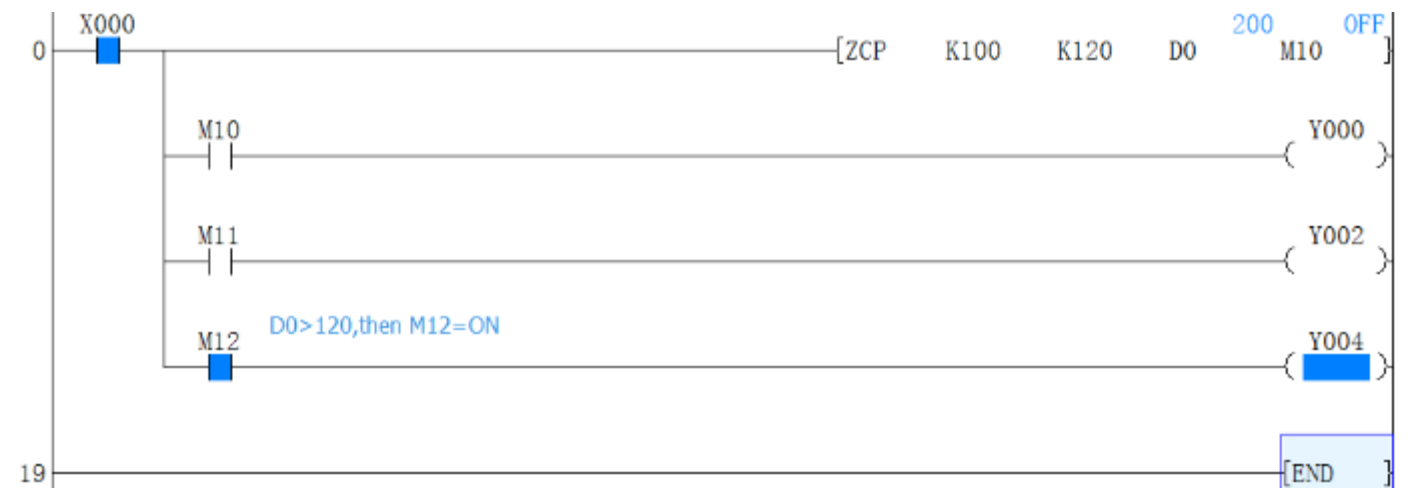 X000 200 OFF
0 [ZCP K100 K120 D0 M10 ]
M10 Y000
M11 Y002
D0>120,then M12=ON
M12 Y004
19 [END ]